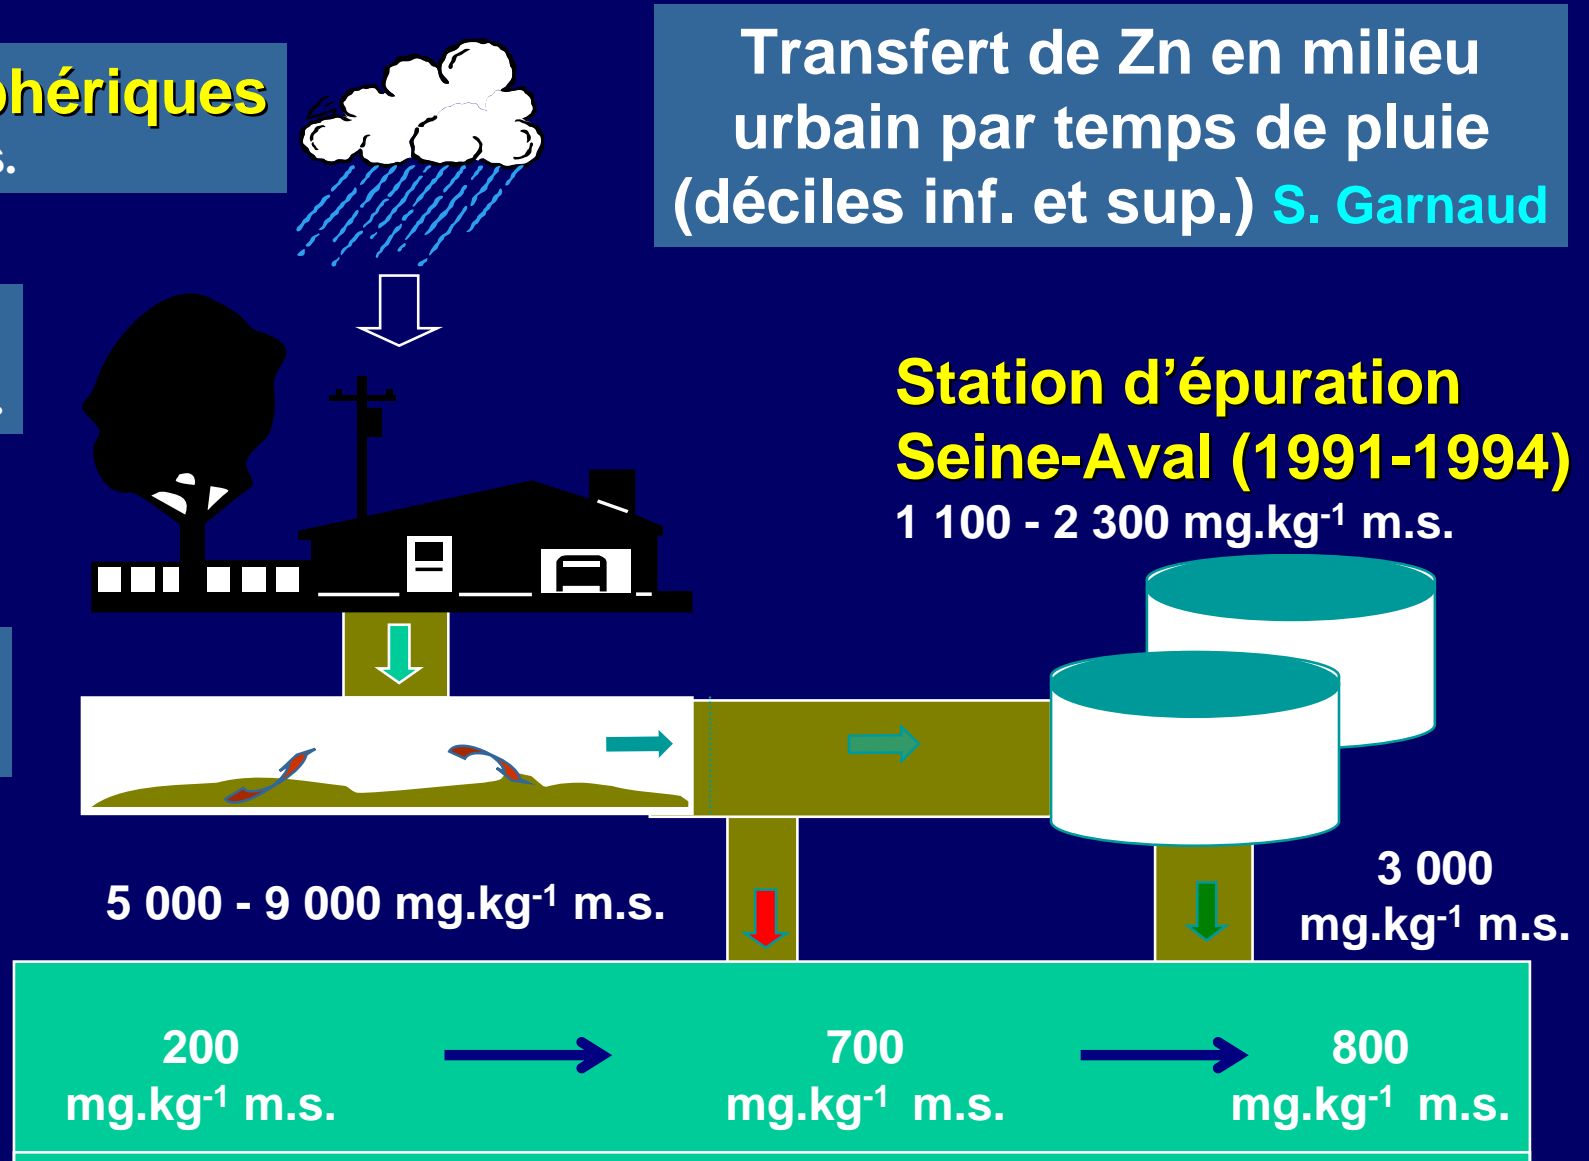 phériques
s.
Transfert de Zn en milieu
urbain par temps de pluie
(déciles inf. et sup.) S. Garnaud
Station d’épuration
Seine-Aval (1991-1994)
1 100 - 2 300 mg.kg-1 m.s.
5 000 - 9 000 mg.kg-1 m.s.
3 000
mg.kg-1 m.s.
200
mg.kg-1 m.s.
700
mg.kg-1 m.s.
800
mg.kg-1 m.s.